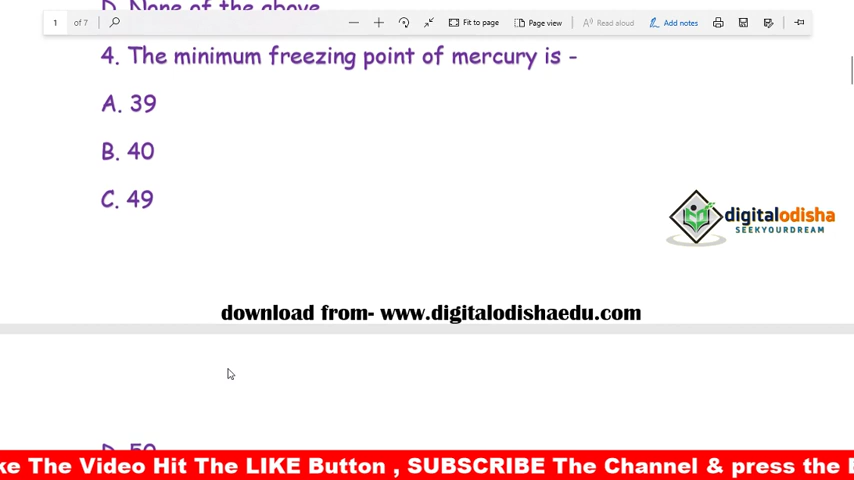 D. None of the above
1 of 7 Fit to page Page view Read aloud Add notes
4. The minimum freezing point of mercury is -
A. 39
B. 40
C. 49
digitalodisha
SEEKYOURDREAM
download from- www.digitalodishaedu.com
D. 50
ke The Video Hit The LIKE Button , SUBSCRIBE The Channel & press the B